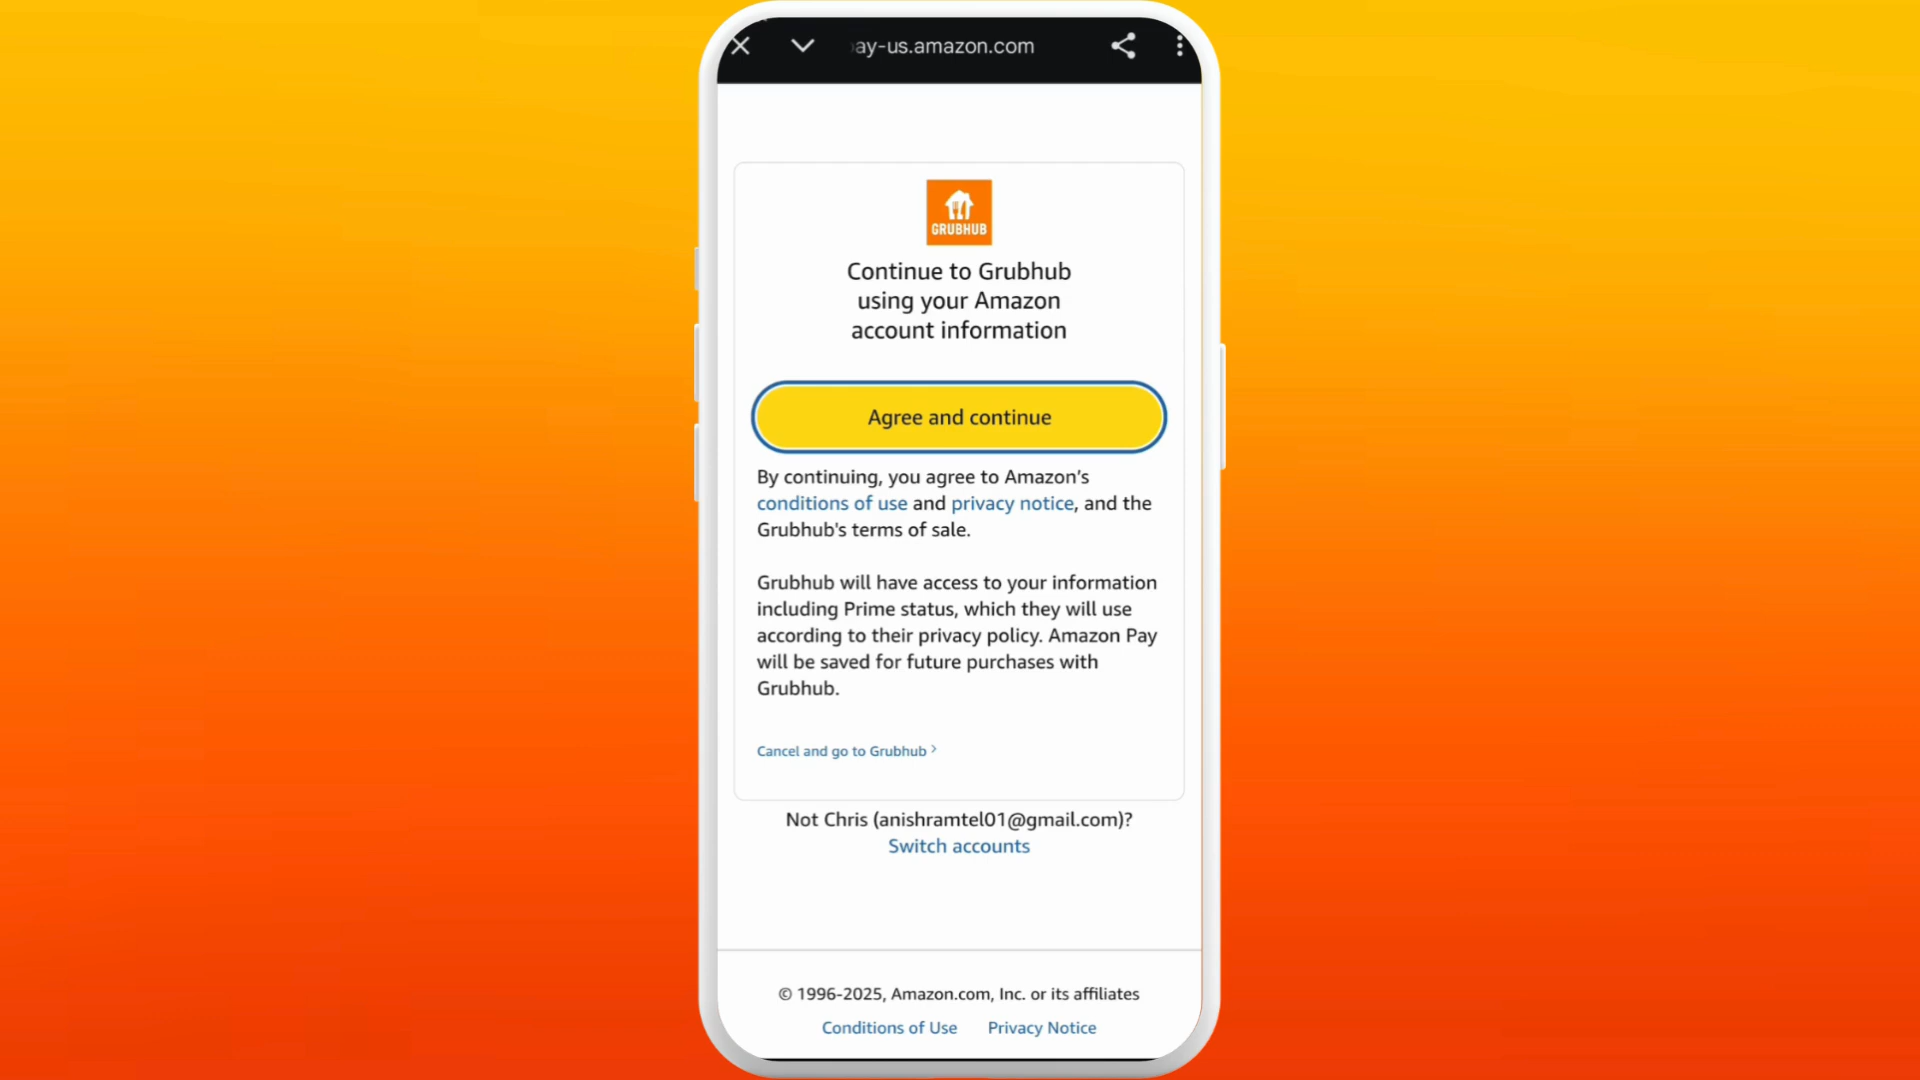 ay-us.amazon.com
GRUBHUB
Continue to Grubhub
using your Amazon
account information
Agree and continue
By continuing, you agree to Amazon's
conditions of use and privacy notice, and the
Grubhub's terms of sale.
Grubhub will have access to your information
including Prime status, which they will use
according to their privacy policy. Amazon Pay
will be saved for future purchases with
Grubhub.
Cancel and go to Grubhub ›
Not Chris (anishramtel01@gmail.com)?
Switch accounts
© 1996-2025, Amazon.com, Inc. or its affiliates
Conditions of Use Privacy Notice